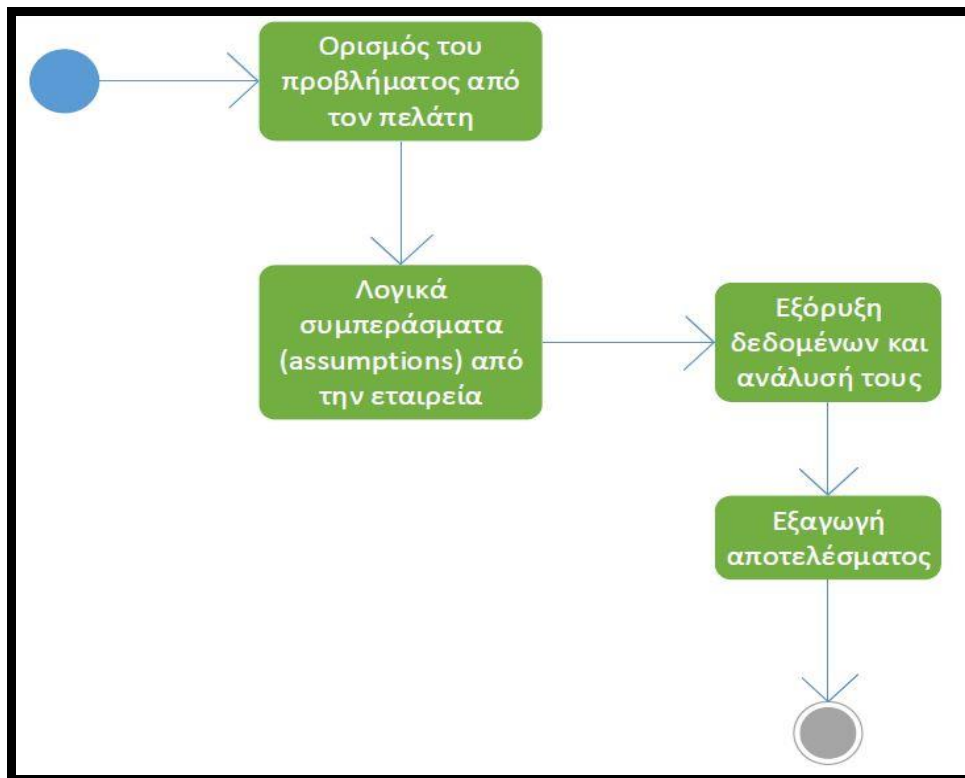 Ορισμός του
προβλήματος από
τον πελάτη
Λογικά
συμπεράσματα
(assumptions) από
την εταιρεία
Εξόρυξη
δεδομένων και
ανάλυσή τους
Εξαγωγή
αποτελέσματος